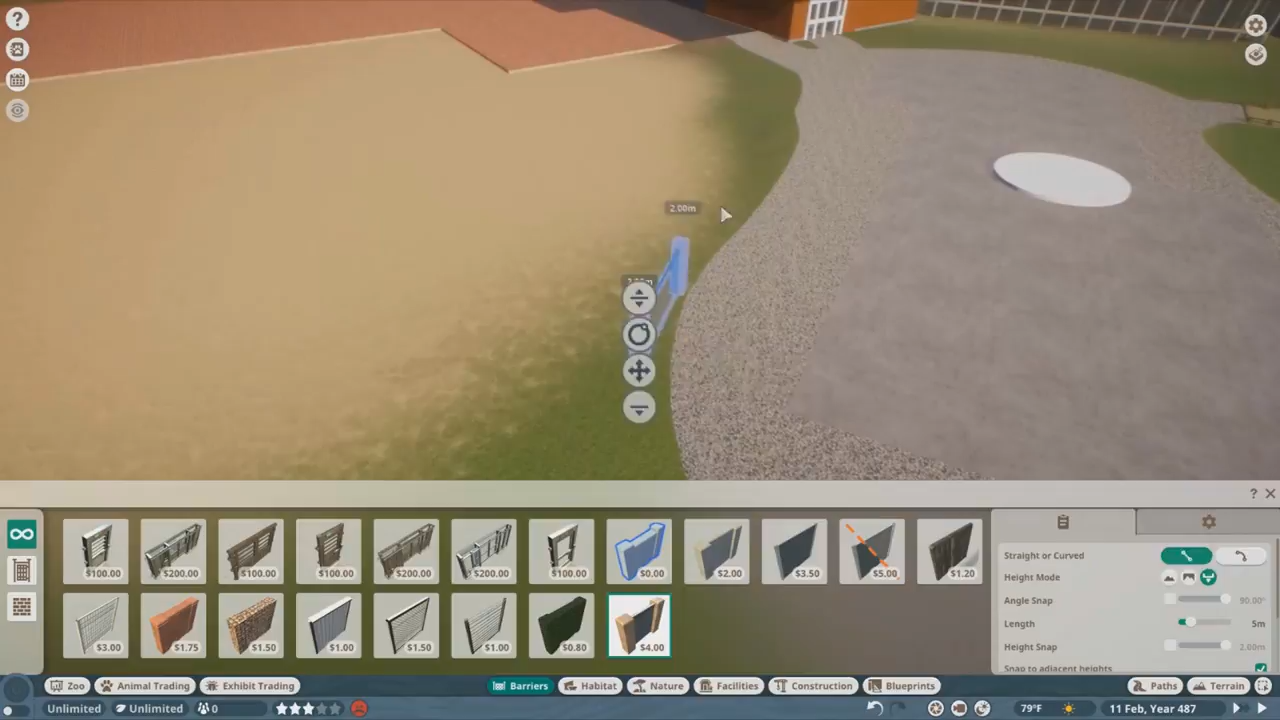 ?
2.00m
? ×
$100.00 $200.00 $100.00 $100.00 $200.00 $200.00 $100.00 $0.00 $2.00 $3.50 $5.00 $1.20
$3.00 $1.75 $1.50 $1.00 $1.50 $1.00 $0.80 $4.00
Straight or Curved
Height Mode
Angle Snap 90.00°
Length 5m
Height Snap 2.00m
Snap to adjacent heights
Zoo Animal Trading Exhibit Trading Barriers Habitat Nature Facilities Construction Blueprints Paths Terrain
Unlimited Unlimited 0 79°F 11 Feb, Year 487